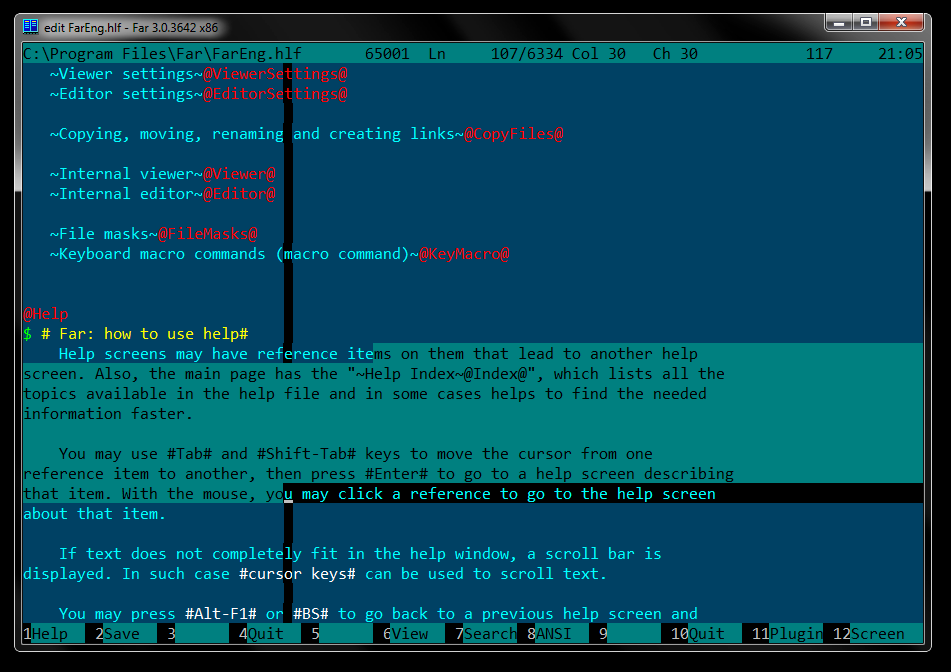 edit FarEng.hlf - Far 3.0.3642 x86
C:\Program Files\Far\FarEng.hlf 65001 Ln 107/6334 Col 30 Ch 30 117 21:05
~Viewer settings~@ViewerSettings@
~Editor settings~@EditorSettings@
~Copying, moving, renaming and creating links~@CopyFiles@
~Internal viewer~@Viewer@
~Internal editor~@Editor@
~File masks~@FileMasks@
~Keyboard macro commands (macro command)~@KeyMacro@
@Help
$ # Far: how to use help#
Help screens may have reference items on them that lead to another help
screen. Also, the main page has the "~Help Index~@Index@", which lists all the
topics available in the help file and in some cases helps to find the needed
information faster.
You may use #Tab# and #Shift-Tab# keys to move the cursor from one
reference item to another, then press #Enter# to go to a help screen describing
that item. With the mouse, you may click a reference to go to the help screen
about that item.
If text does not completely fit in the help window, a scroll bar is
displayed. In such case #cursor keys# can be used to scroll text.
You may press #Alt-F1# or #BS# to go back to a previous help screen and
1Help 2Save 3 4Quit 5 6View 7Search 8ANSI 9 10Quit 11Plugin 12Screen